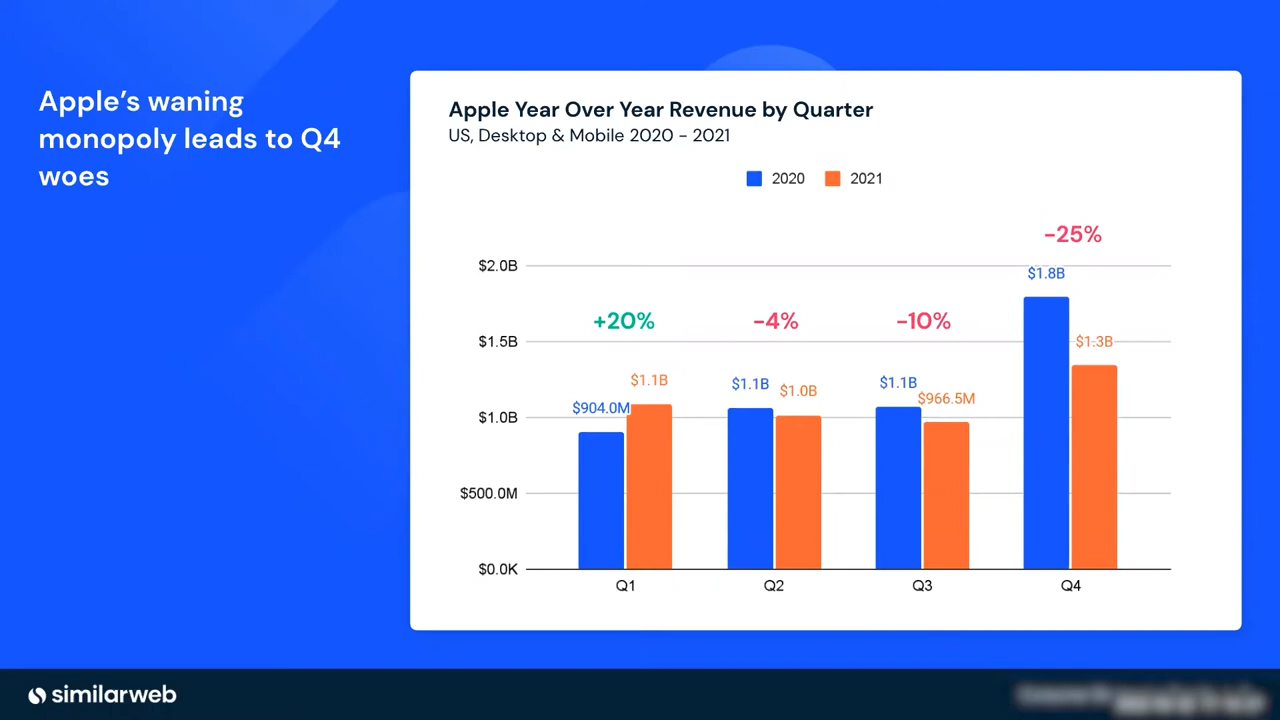 Apple’s waning
monopoly leads to Q4
woes
Apple Year Over Year Revenue by Quarter
US, Desktop & Mobile 2020 - 2021
2020 2021
-25%
$2.0B
$1.8B
+20% -4% -10%
$1.5B
$1.3B
$1.1B
$1.1B
$1.0B
$1.1B
$966.5M
$904.0M
$1.0B
$500.0M
$0.0K
Q1 Q2 Q3 Q4
similarweb